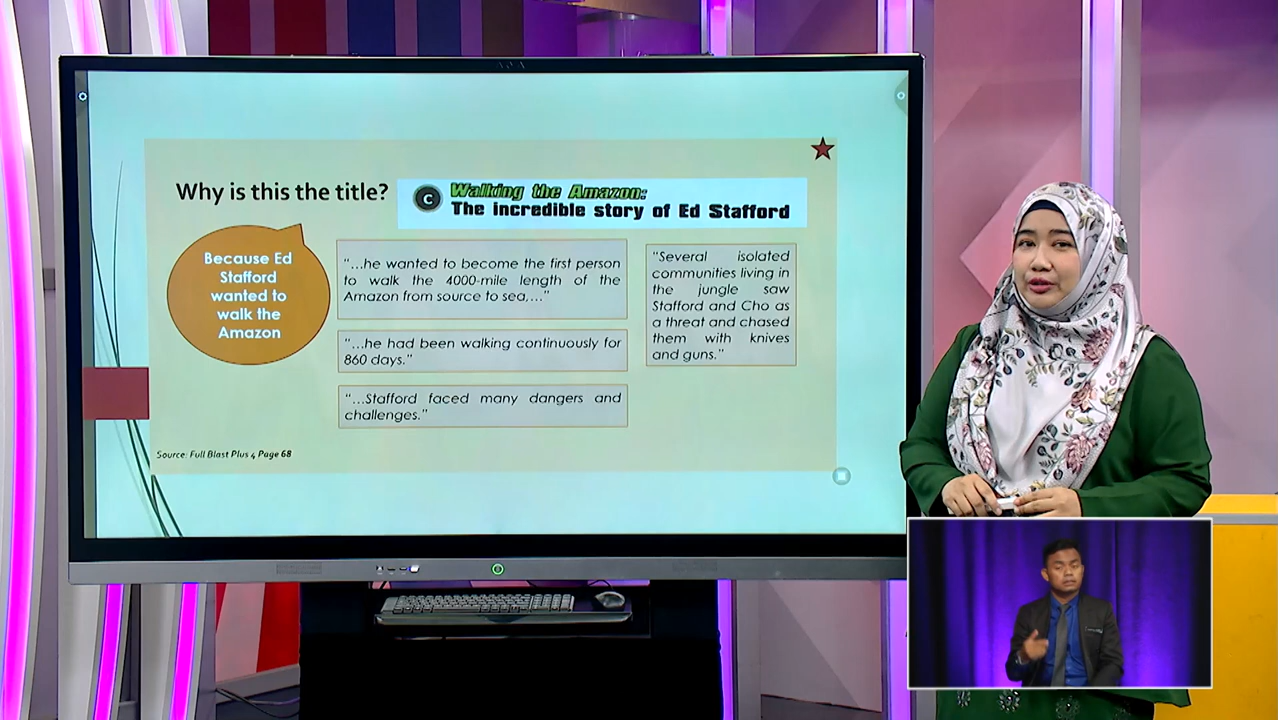 Why is this the title?
C
Walking the Amazon:
The incredible story of Ed Stafford
Because Ed
Stafford
wanted to
walk the
Amazon
“...he wanted to become the first person
to walk the 4000-mile length of the
Amazon from source to sea,...”
“...he had been walking continuously for
860 days.”
“...Stafford faced many dangers and
challenges.”
“Several isolated
communities living in
the jungle saw
Stafford and Cho as
a threat and chased
them with knives
and guns.”
Source: Full Blast Plus 4 Page 68